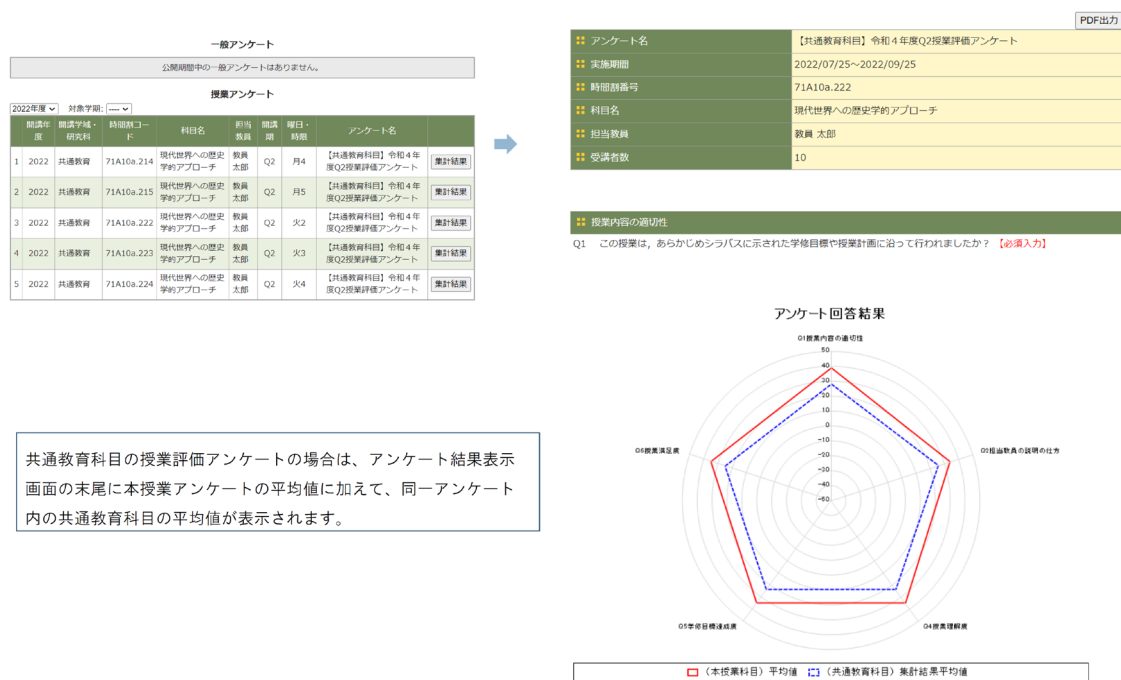 一般アンケート
公開期間中の一般アンケートはありません。
授業アンケート
2022年度 対象学期: ----
開講年度 開講学域・研究科 時間割コード 科目名 担当教員 開講期 曜日・時限 アンケート名
1 2022 共通教育 71A10a.214 現代世界への歴史学的アプローチ 教員 太郎 Q2 月4 【共通教育科目】令和４年度Q2授業評価アンケート 集計結果
2 2022 共通教育 71A10a.215 現代世界への歴史学的アプローチ 教員 太郎 Q2 月5 【共通教育科目】令和４年度Q2授業評価アンケート 集計結果
3 2022 共通教育 71A10a.222 現代世界への歴史学的アプローチ 教員 太郎 Q2 火2 【共通教育科目】令和４年度Q2授業評価アンケート 集計結果
4 2022 共通教育 71A10a.223 現代世界への歴史学的アプローチ 教員 太郎 Q2 火3 【共通教育科目】令和４年度Q2授業評価アンケート 集計結果
5 2022 共通教育 71A10a.224 現代世界への歴史学的アプローチ 教員 太郎 Q2 火4 【共通教育科目】令和４年度Q2授業評価アンケート 集計結果
共通教育科目の授業評価アンケートの場合は、アンケート結果表示
画面の末尾に本授業アンケートの平均値に加えて、同一アンケート
内の共通教育科目の平均値が表示されます。
PDF出力
アンケート名 【共通教育科目】令和４年度Q2授業評価アンケート
実施期間 2022/07/25～2022/09/25
時間割番号 71A10a.222
科目名 現代世界への歴史学的アプローチ
担当教員 教員 太郎
受講者数 10
授業内容の適切性
Q1 この授業は，あらかじめシラバスに示された学修目標や授業計画に沿って行われましたか？ 【必須入力】
アンケート回答結果
Q1授業内容の適切性
50
40
30
20
10
0
-10
-20
-30
-40
-50
Q6授業満足度
Q3担当教員の説明の仕方
Q5学修目標達成度
Q4授業理解度
（本授業科目）平均値 （共通教育科目）集計結果平均値